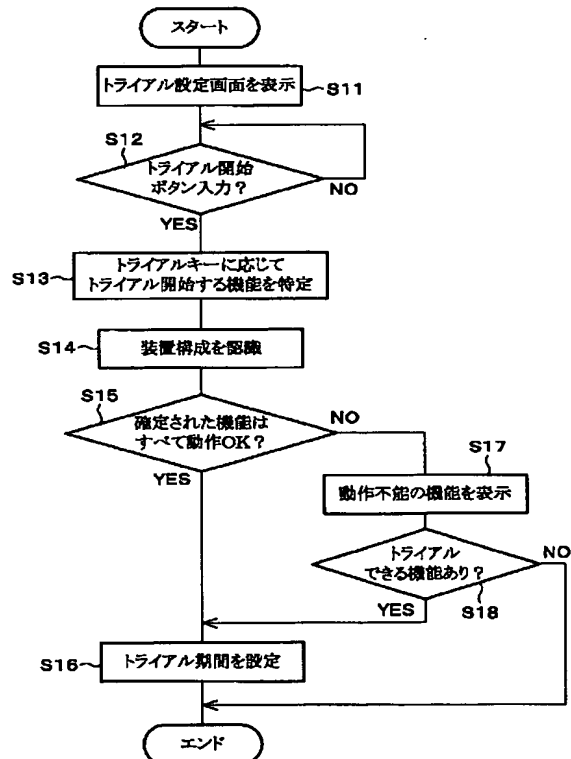 スタート
トライアル設定画面を表示
S11
S12
トライアル開始
ボタン入力？
NO
YES
S13
トライアルキーに応じて
トライアル開始する機能を特定
S14
装置構成を認識
S15
確定された機能は
すべて動作OK？
NO
YES
S17
動作不能の機能を表示
トライアル
できる機能あり？
NO
YES
S18
S16
トライアル期間を設定
エンド